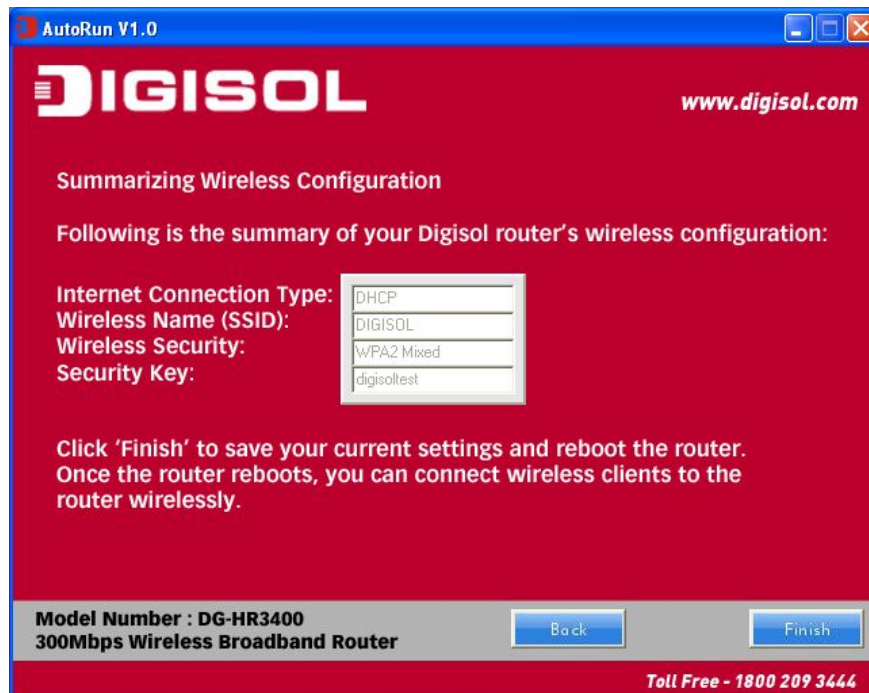 AutoRun V1.0
DIGISOL
www.digisol.com
Summarizing Wireless Configuration
Following is the summary of your Digisol router's wireless configuration:
Internet Connection Type: DHCP
Wireless Name (SSID): DIGISOL
Wireless Security: WPA2 Mixed
Security Key: digisoltest
Click ‘Finish’ to save your current settings and reboot the router.
Once the router reboots, you can connect wireless clients to the
router wirelessly.
Model Number : DG-HR3400
300Mbps Wireless Broadband Router
Back
Finish
Toll Free - 1800 209 3444